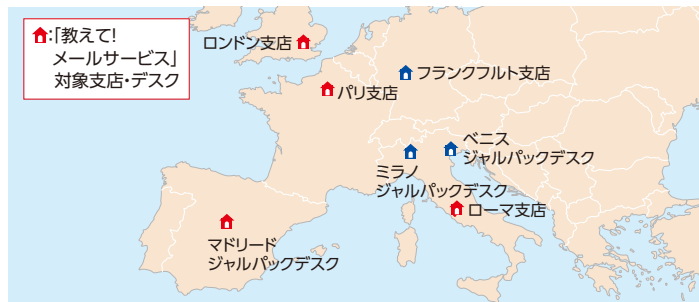 :「教えて!
メールサービス」
対象支店・デスク
ロンドン支店
フランクフルト支店
パリ支店
ベニス
ジャルパックデスク
ミラノ
ジャルパックデスク
ローマ支店
マドリード
ジャルパックデスク